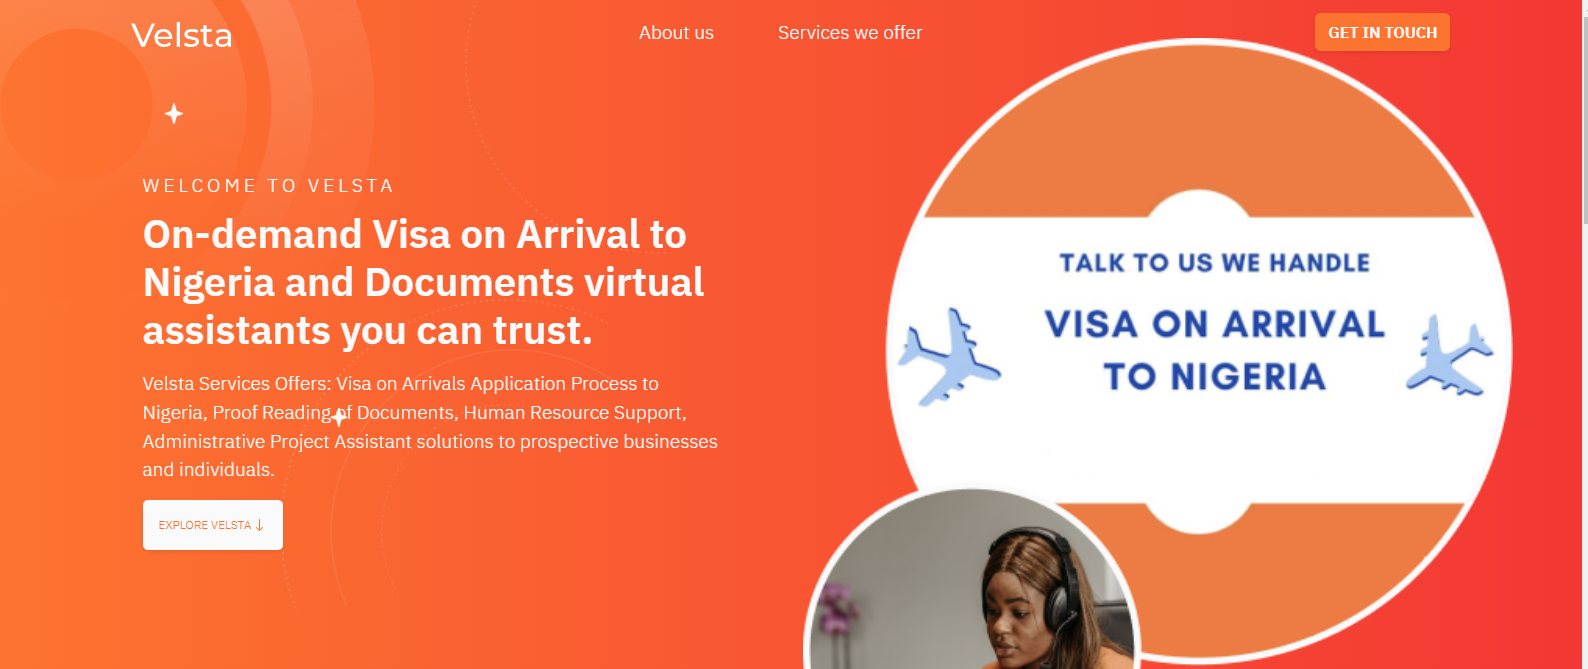 Velsta
About us
Services we offer
GET IN TOUCH
WELCOME TO VELSTA
On-demand Visa on Arrival to
Nigeria and Documents virtual
assistants you can trust.
Velsta Services Offers: Visa on Arrivals Application Process to
Nigeria, Proof Reading of Documents, Human Resource Support,
Administrative Project Assistant solutions to prospective businesses
and individuals.
EXPLORE VELSTA ↓
TALK TO US WE HANDLE
VISA ON ARRIVAL
TO NIGERIA